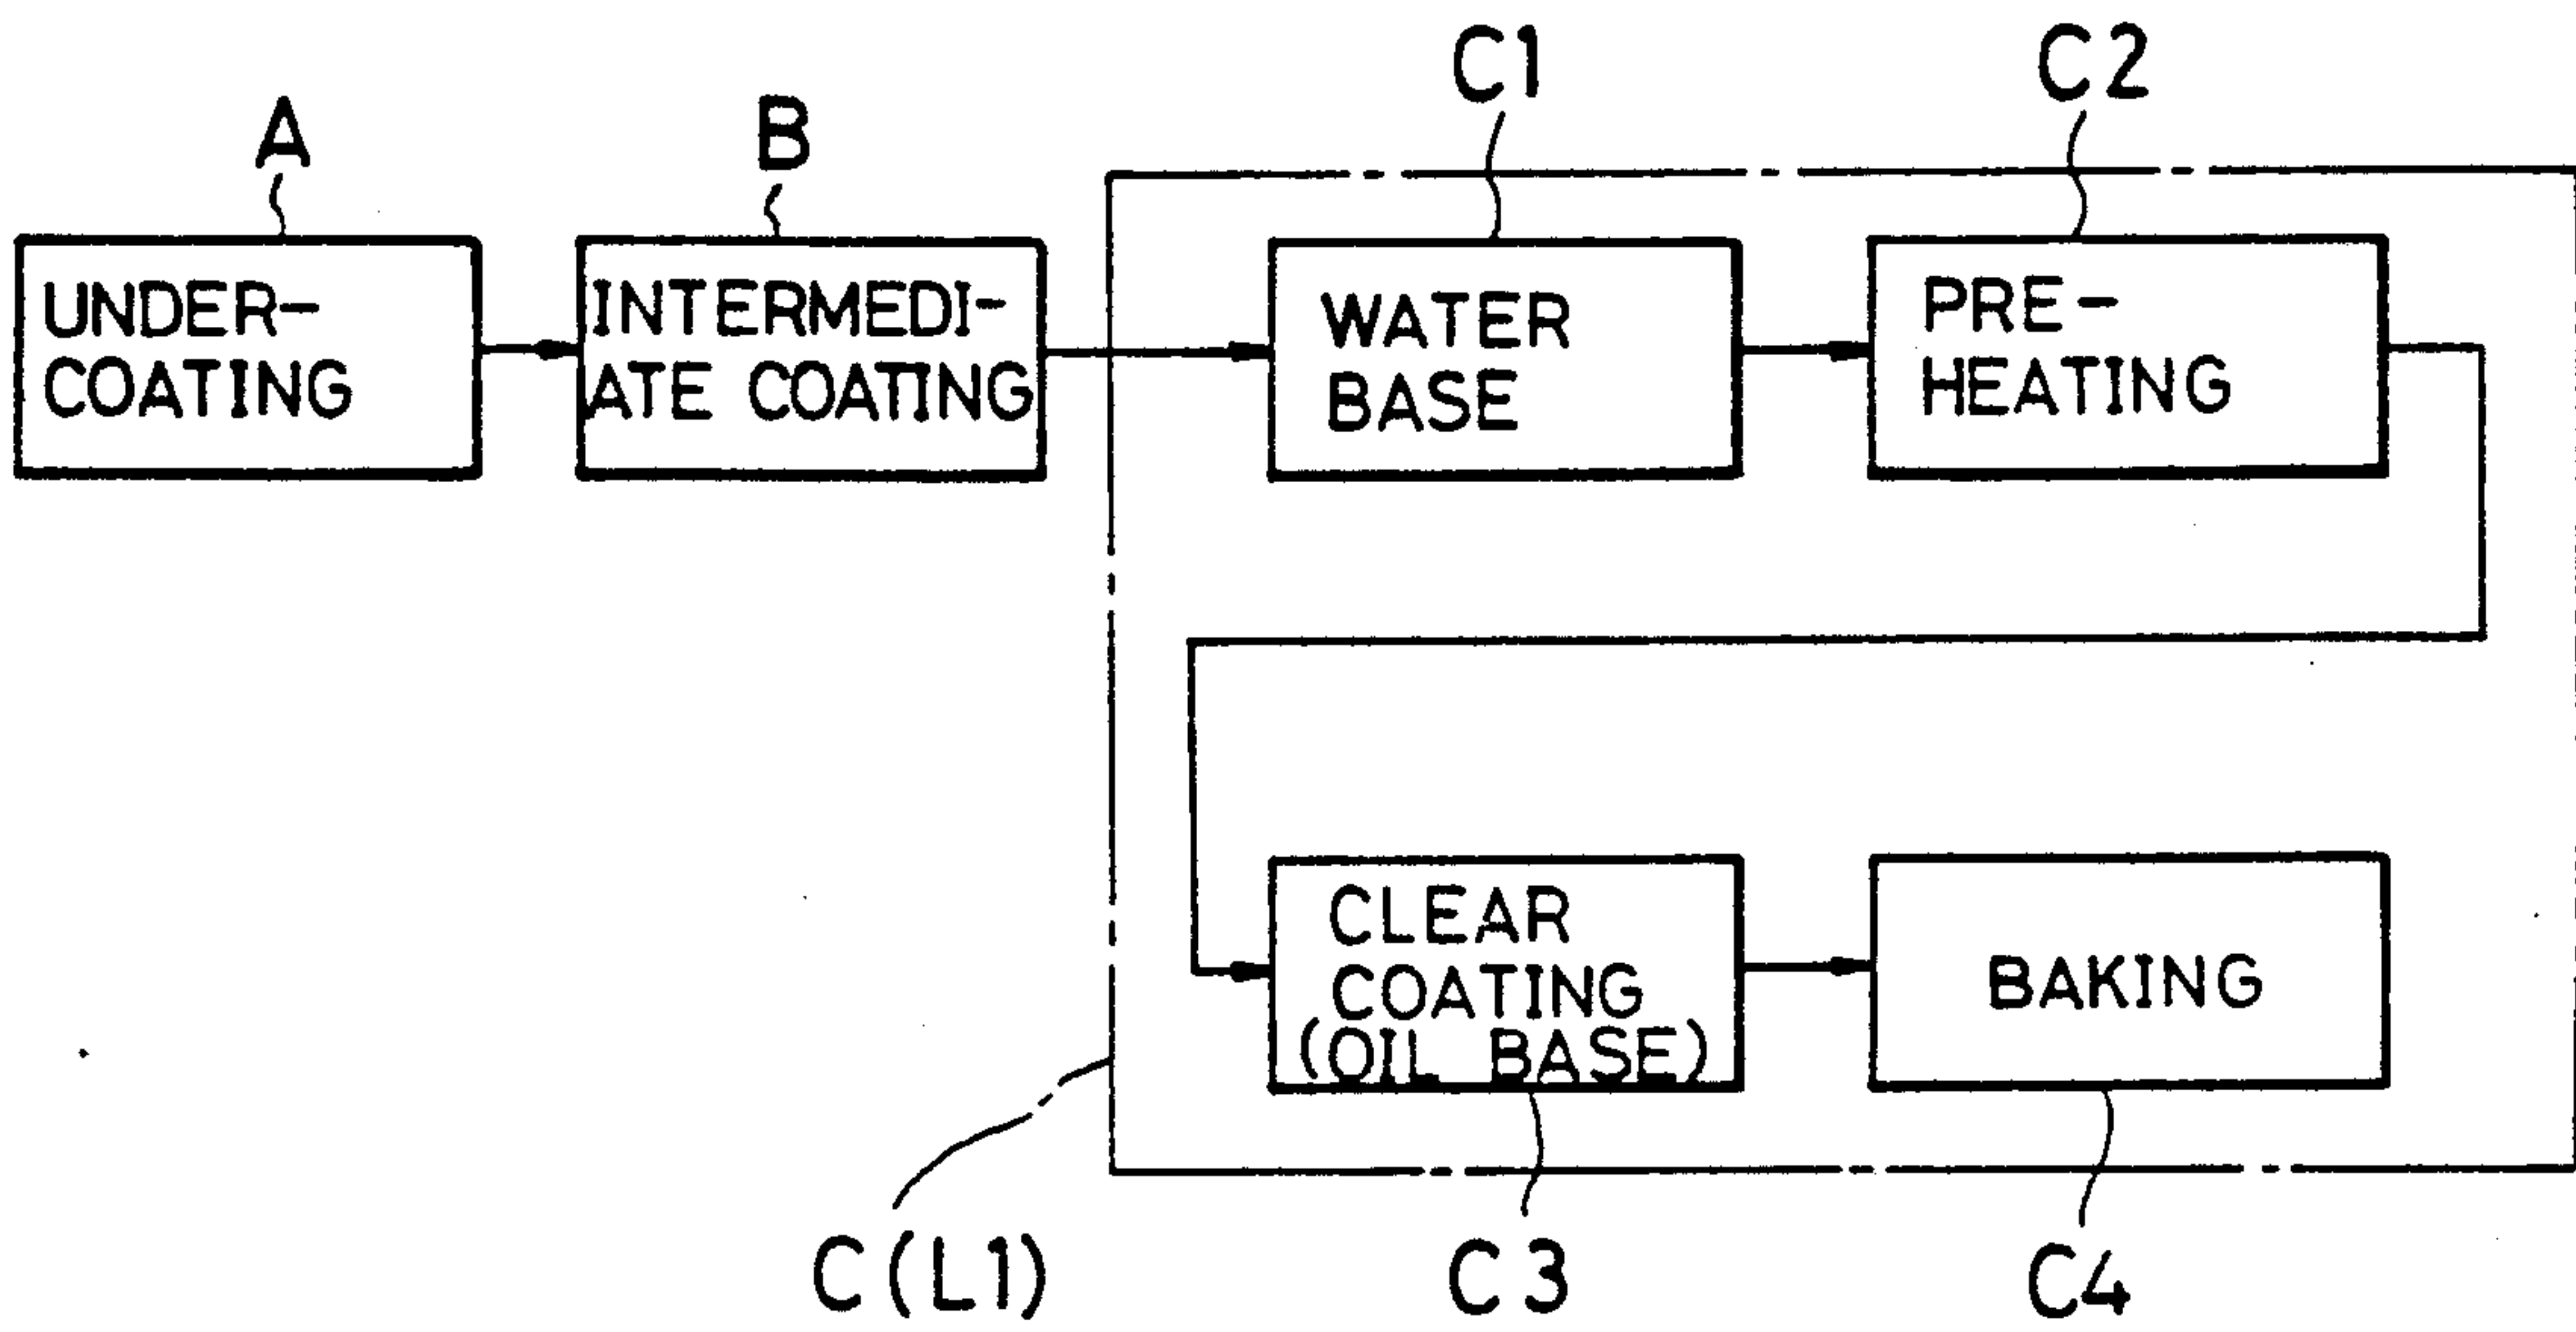 C1
C2
A
B
UNDER-
COATING
INTERMEDI-
ATE COATING
WATER
BASE
PRE-
HEATING
CLEAR
COATING
(OIL BASE)
BAKING
C(L1)
C3
C4